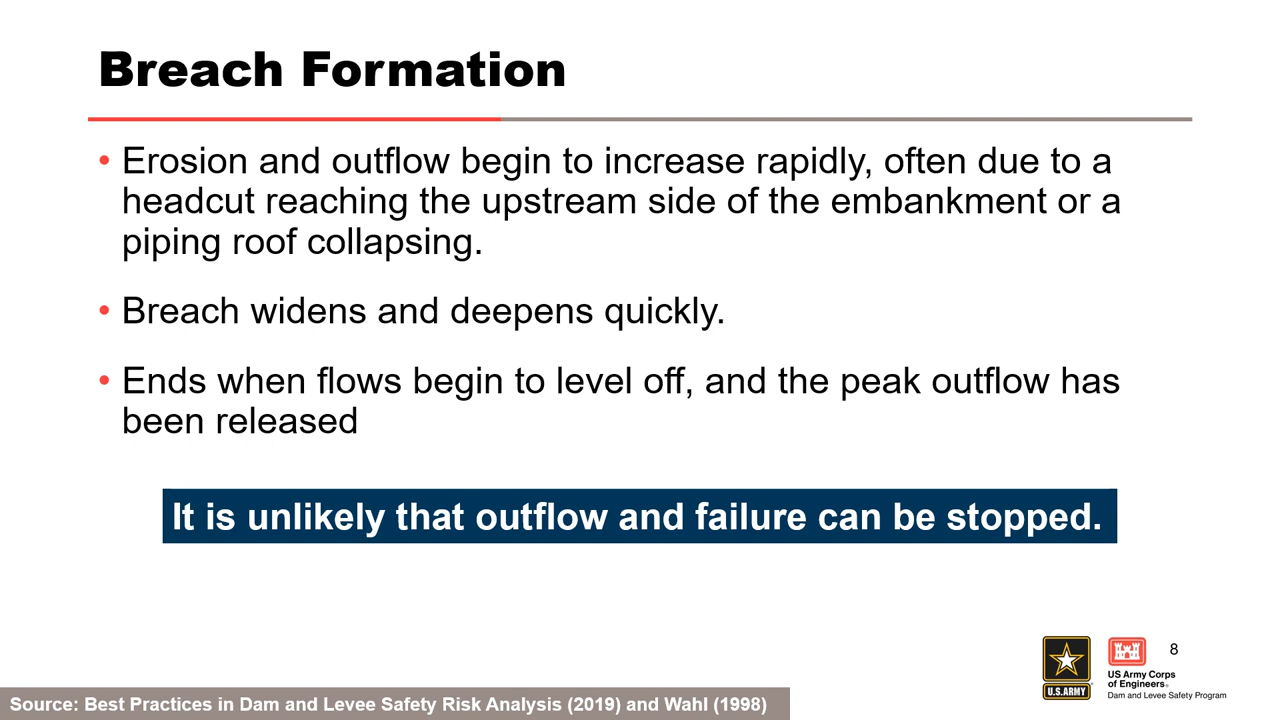 Breach Formation
• Erosion and outflow begin to increase rapidly, often due to a
headcut reaching the upstream side of the embankment or a
piping roof collapsing.
• Breach widens and deepens quickly.
• Ends when flows begin to level off, and the peak outflow has
been released
It is unlikely that outflow and failure can be stopped.
8
U.S.ARMY
US Army Corps
of Engineers®
Dam and Levee Safety Program
Source: Best Practices in Dam and Levee Safety Risk Analysis (2019) and Wahl (1998)